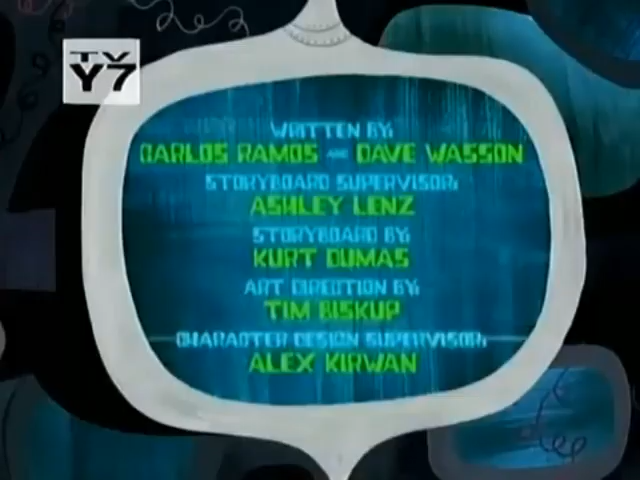 TV
Y7
WRITTEN BY:
CARLOS RAMOS AND DAVE WASSON
STORYBOARD SUPERVISOR:
ASHLEY LENZ
STORYBOARD BY:
KURT DUMAS
ART DIRECTION BY:
TIM BISKUP
CHARACTER DESIGN SUPERVISOR:
ALEX KIRWAN